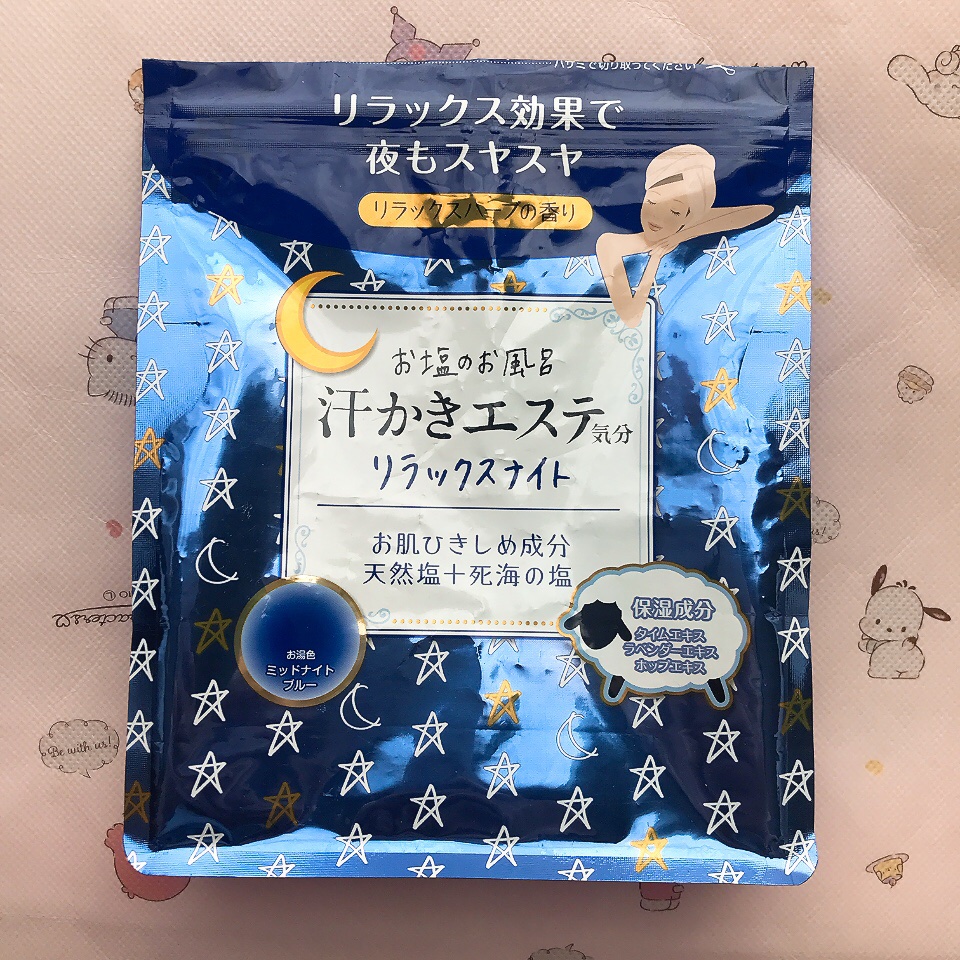 ハサミで切り取ってください
リラックス効果で
夜もスヤスヤ
リラックスハーブの香り
お塩のお風呂
汗かきエステ気分
リラックスナイト
お肌ひきしめ成分
天然塩+死海の塩
お湯色
ミッドナイト
ブルー
保湿成分
タイムエキス
ラベンダーエキス
ホップエキス
Be with us!